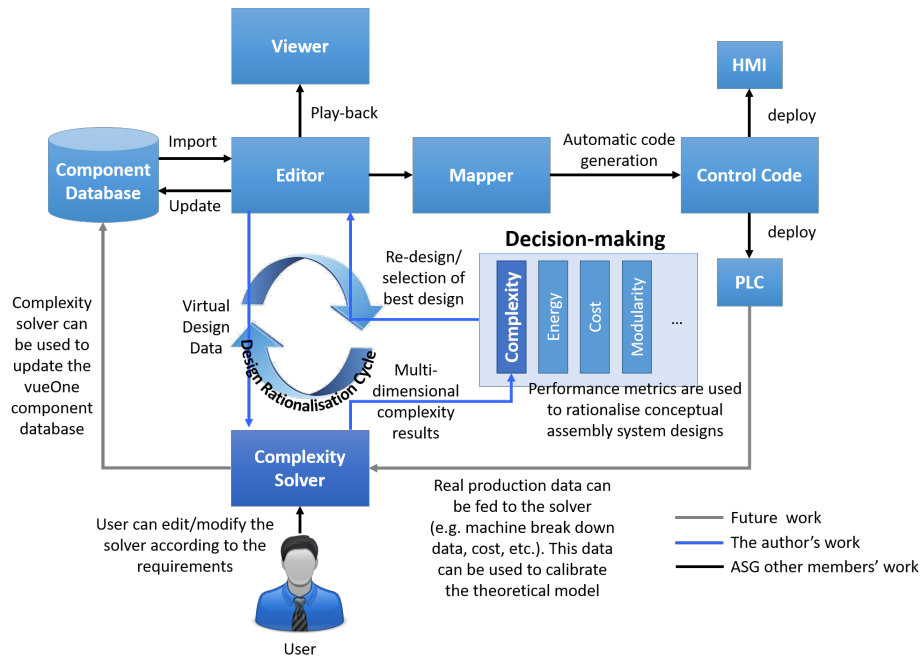 Viewer
HMI
Play-back
deploy
Import
Automatic code
generation
Component
Database
Editor
Mapper
Control Code
Update
deploy
Decision-making
Re-design/
selection of
best design
PLC
Complexity
Energy
Cost
Modularity
...
Complexity
solver can
be used to
update the
vueOne
component
database
Virtual
Design
Data
Design Rationalisation Cycle
Multi-
dimensional
complexity
results
Performance metrics are used
to rationalise conceptual
assembly system designs
Complexity
Solver
Real production data can
be fed to the solver
(e.g. machine break down
data, cost, etc.). This data
can be used to calibrate
the theoretical model
User can edit/modify the
solver according to the
requirements
Future work
The author's work
ASG other members' work
User